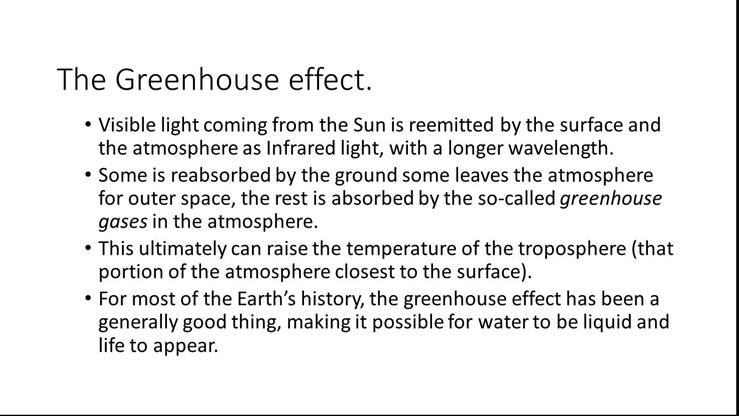 The Greenhouse effect.
• Visible light coming from the Sun is reemitted by the surface and
the atmosphere as Infrared light, with a longer wavelength.
• Some is reabsorbed by the ground some leaves the atmosphere
for outer space, the rest is absorbed by the so-called greenhouse
gases in the atmosphere.
• This ultimately can raise the temperature of the troposphere (that
portion of the atmosphere closest to the surface).
• For most of the Earth’s history, the greenhouse effect has been a
generally good thing, making it possible for water to be liquid and
life to appear.